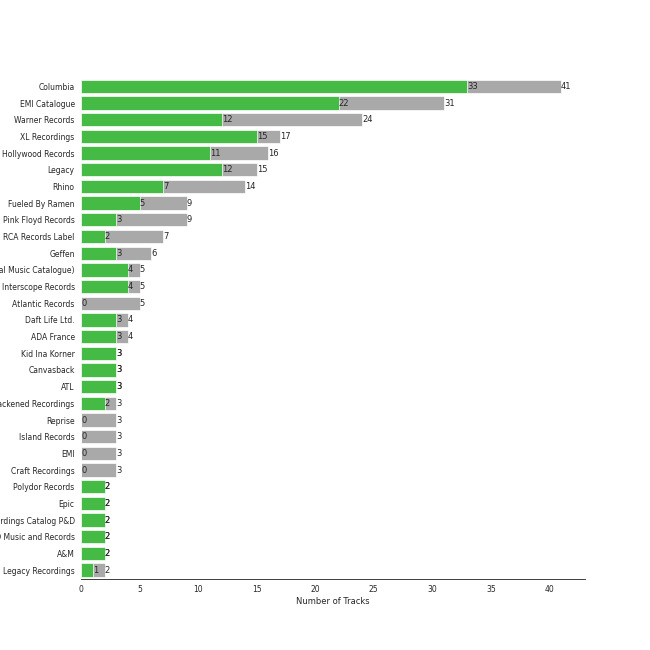 Columbia 33 41
EMI Catalogue 22 31
Warner Records 12 24
XL Recordings 15 17
Hollywood Records 11 16
Legacy 12 15
Rhino 7 14
Fueled By Ramen 5 9
Pink Floyd Records 3 9
RCA Records Label 2 7
Geffen 3 6
Music Catalogue) 4 5
Interscope Records 4 5
Atlantic Records 0 5
Daft Life Ltd. 3 4
ADA France 3 4
Kid Ina Korner 3
Canvasback 3
ATL 3
Recordings 2 3
Reprise 0 3
Island Records 0 3
EMI 0 3
Craft Recordings 0 3
Polydor Records 2
Epic 2
Catalog P&D 2
Music and Records 2
A&M 2
Legacy Recordings 1 2
0 5 10 15 20 25 30 35 40
Number of Tracks